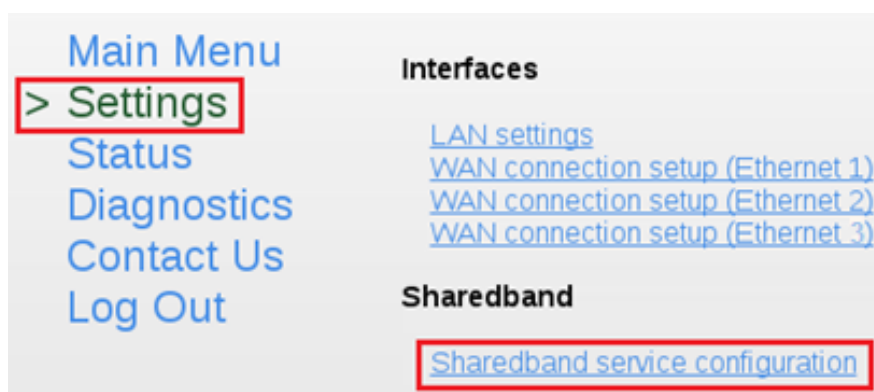 Main Menu
> Settings
Status
Diagnostics
Contact Us
Log Out
Interfaces
LAN settings
WAN connection setup (Ethernet 1)
WAN connection setup (Ethernet 2)
WAN connection setup (Ethernet 3)
Sharedband
Sharedband service configuration